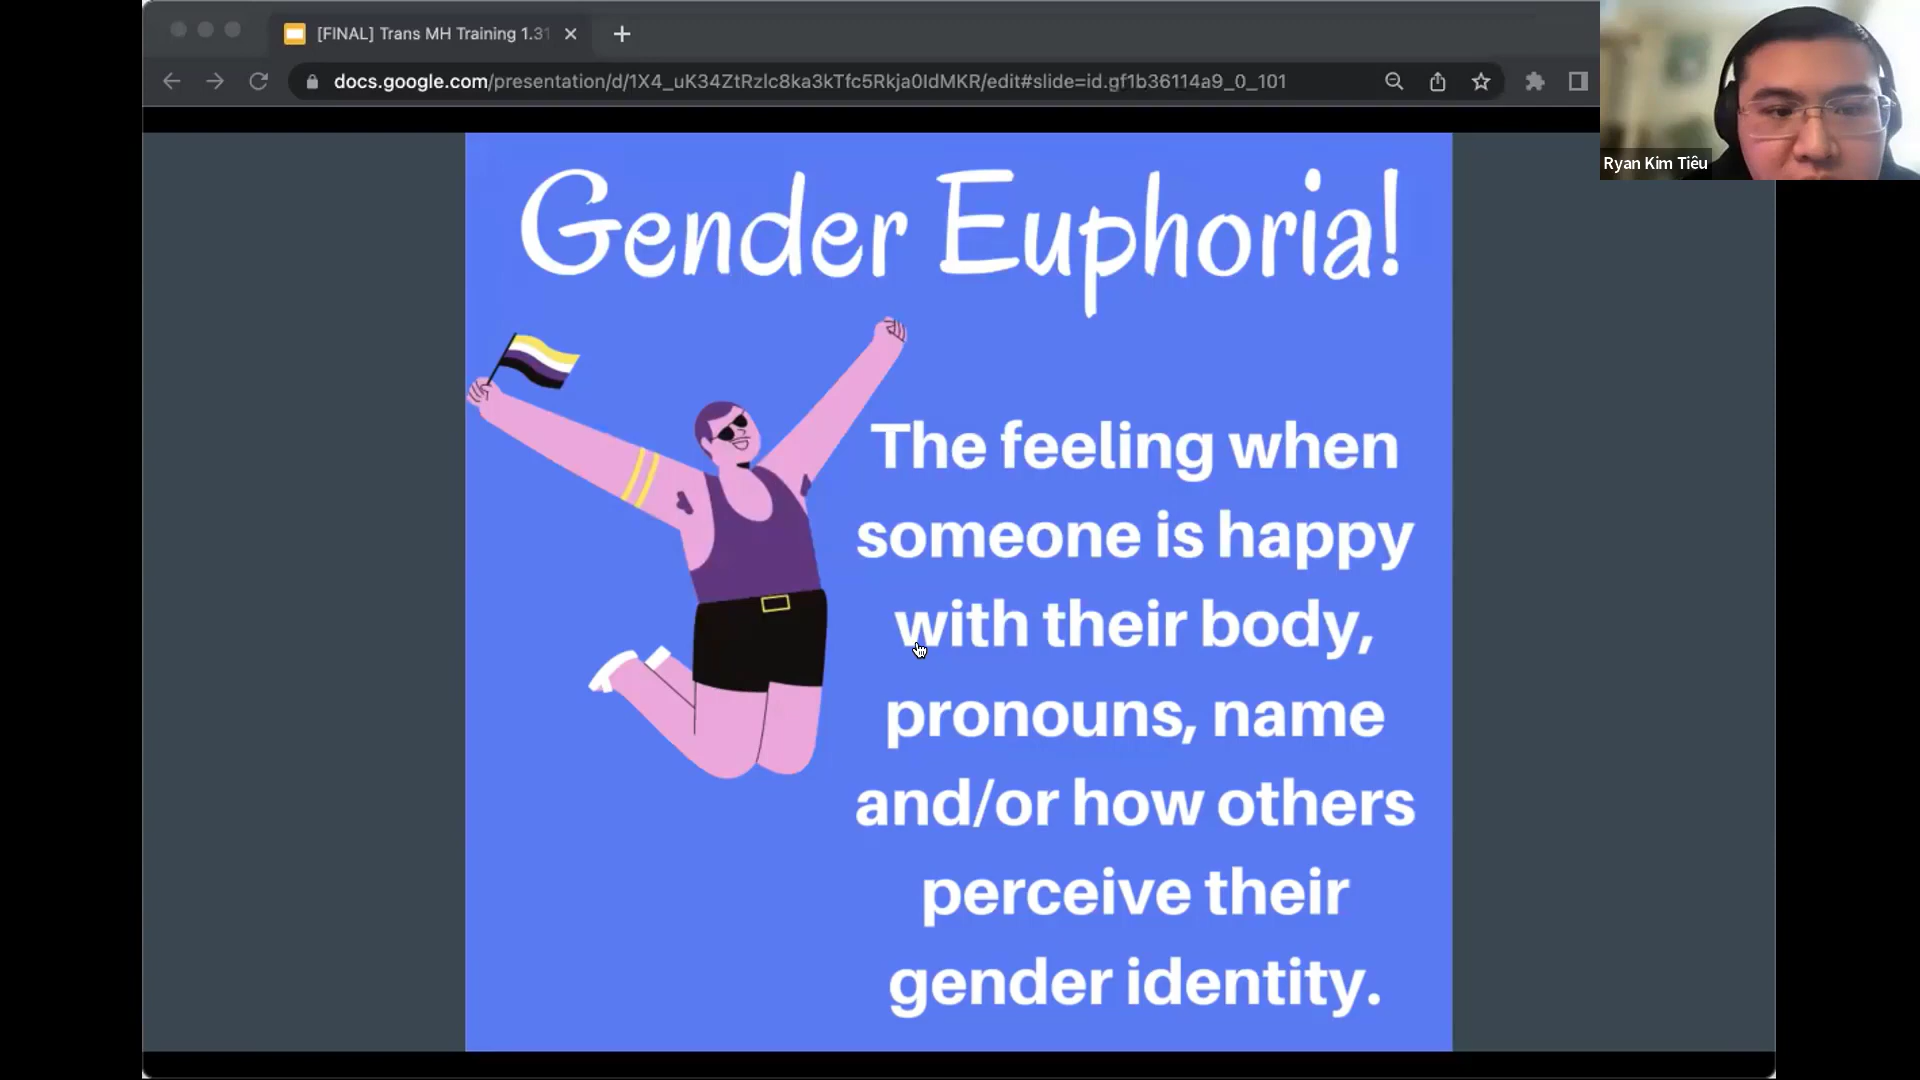 [FINAL] Trans MH Training 1.31
docs.google.com/presentation/d/1X4_uK34ZtRzlc8ka3kTfc5Rkja0IdMKR/edit#slide=id.gf1b36114a9_0_101
Ryan Kim Tiêu
Gender Euphoria!
The feeling when
someone is happy
with their body,
pronouns, name
and/or how others
perceive their
gender identity.